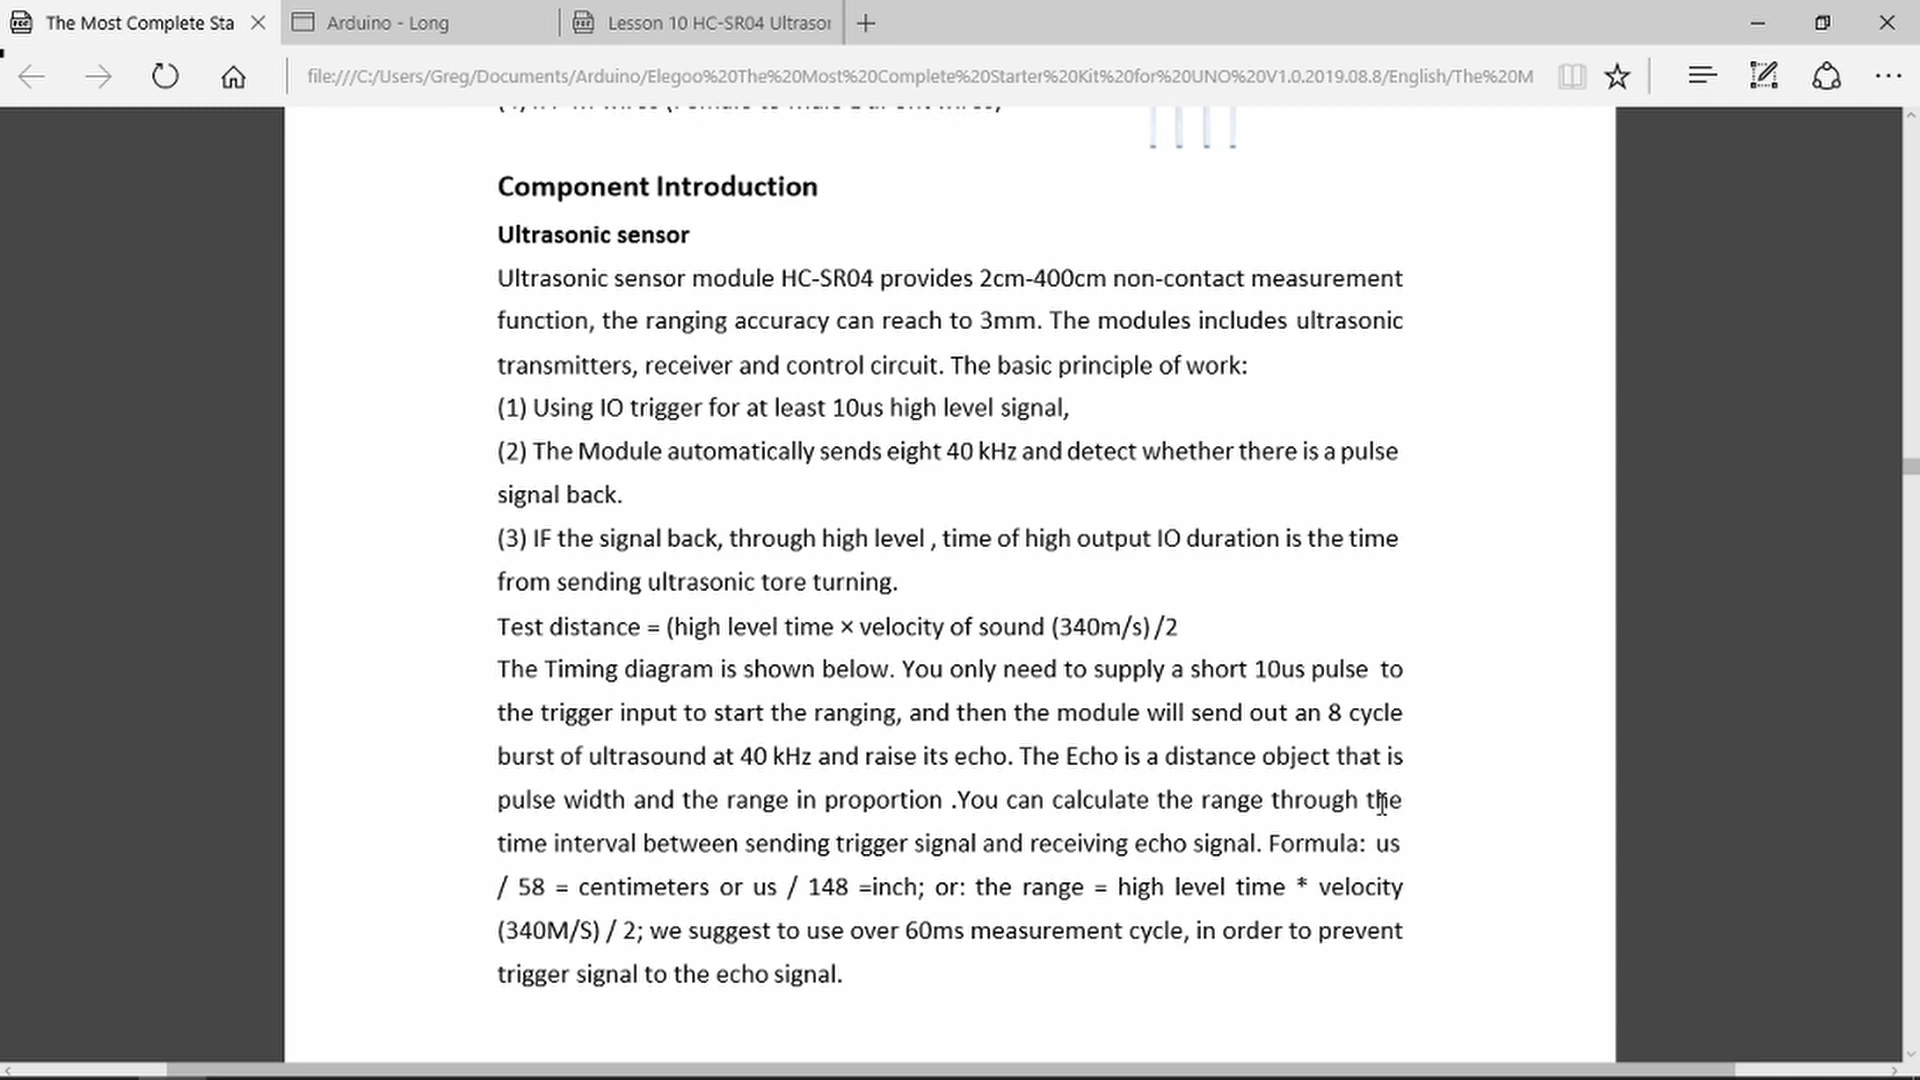 The Most Complete Sta
Arduino - Long
Lesson 10 HC-SR04 Ultrasor
file:///C:/Users/Greg/Documents/Arduino/Elegoo%20The%20Most%20Complete%20Starter%20Kit%20for%20UNO%20V1.0.2019.08.8/English/The%20M
Component Introduction
Ultrasonic sensor
Ultrasonic sensor module HC-SR04 provides 2cm-400cm non-contact measurement
function, the ranging accuracy can reach to 3mm. The modules includes ultrasonic
transmitters, receiver and control circuit. The basic principle of work:
(1) Using IO trigger for at least 10us high level signal,
(2) The Module automatically sends eight 40 kHz and detect whether there is a pulse
signal back.
(3) IF the signal back, through high level , time of high output IO duration is the time
from sending ultrasonic tore turning.
Test distance = (high level time × velocity of sound (340m/s) /2
The Timing diagram is shown below. You only need to supply a short 10us pulse to
the trigger input to start the ranging, and then the module will send out an 8 cycle
burst of ultrasound at 40 kHz and raise its echo. The Echo is a distance object that is
pulse width and the range in proportion .You can calculate the range through the
time interval between sending trigger signal and receiving echo signal. Formula: us
/ 58 = centimeters or us / 148 =inch; or: the range = high level time * velocity
(340M/S) / 2; we suggest to use over 60ms measurement cycle, in order to prevent
trigger signal to the echo signal.